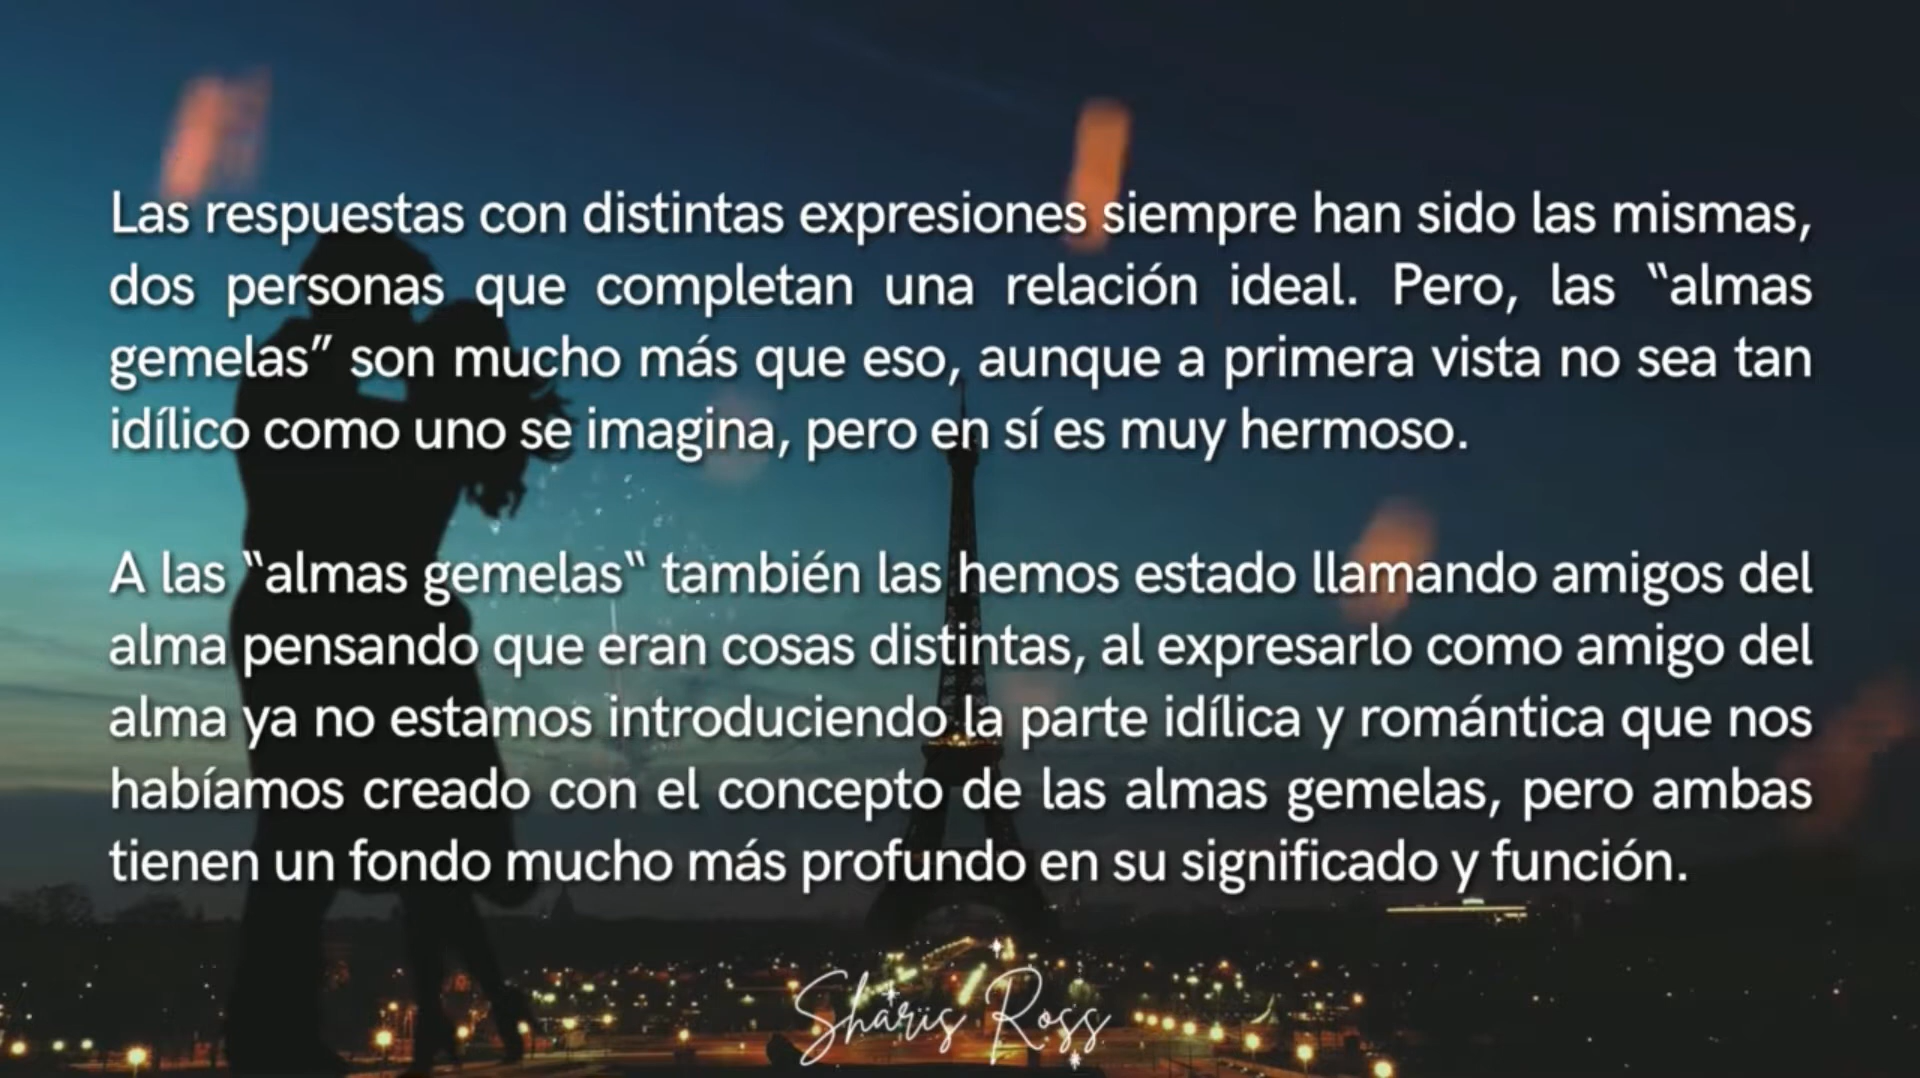 Las respuestas con distintas expresiones siempre han sido las mismas,
dos personas que completan una relación ideal. Pero, las “almas
gemelas” son mucho más que eso, aunque a primera vista no sea tan
idílico como uno se imagina, pero en sí es muy hermoso.
A las “almas gemelas“ también las hemos estado llamando amigos del
alma pensando que eran cosas distintas, al expresarlo como amigo del
alma ya no estamos introduciendo la parte idílica y romántica que nos
habíamos creado con el concepto de las almas gemelas, pero ambas
tienen un fondo mucho más profundo en su significado y función.
Sharis Ross